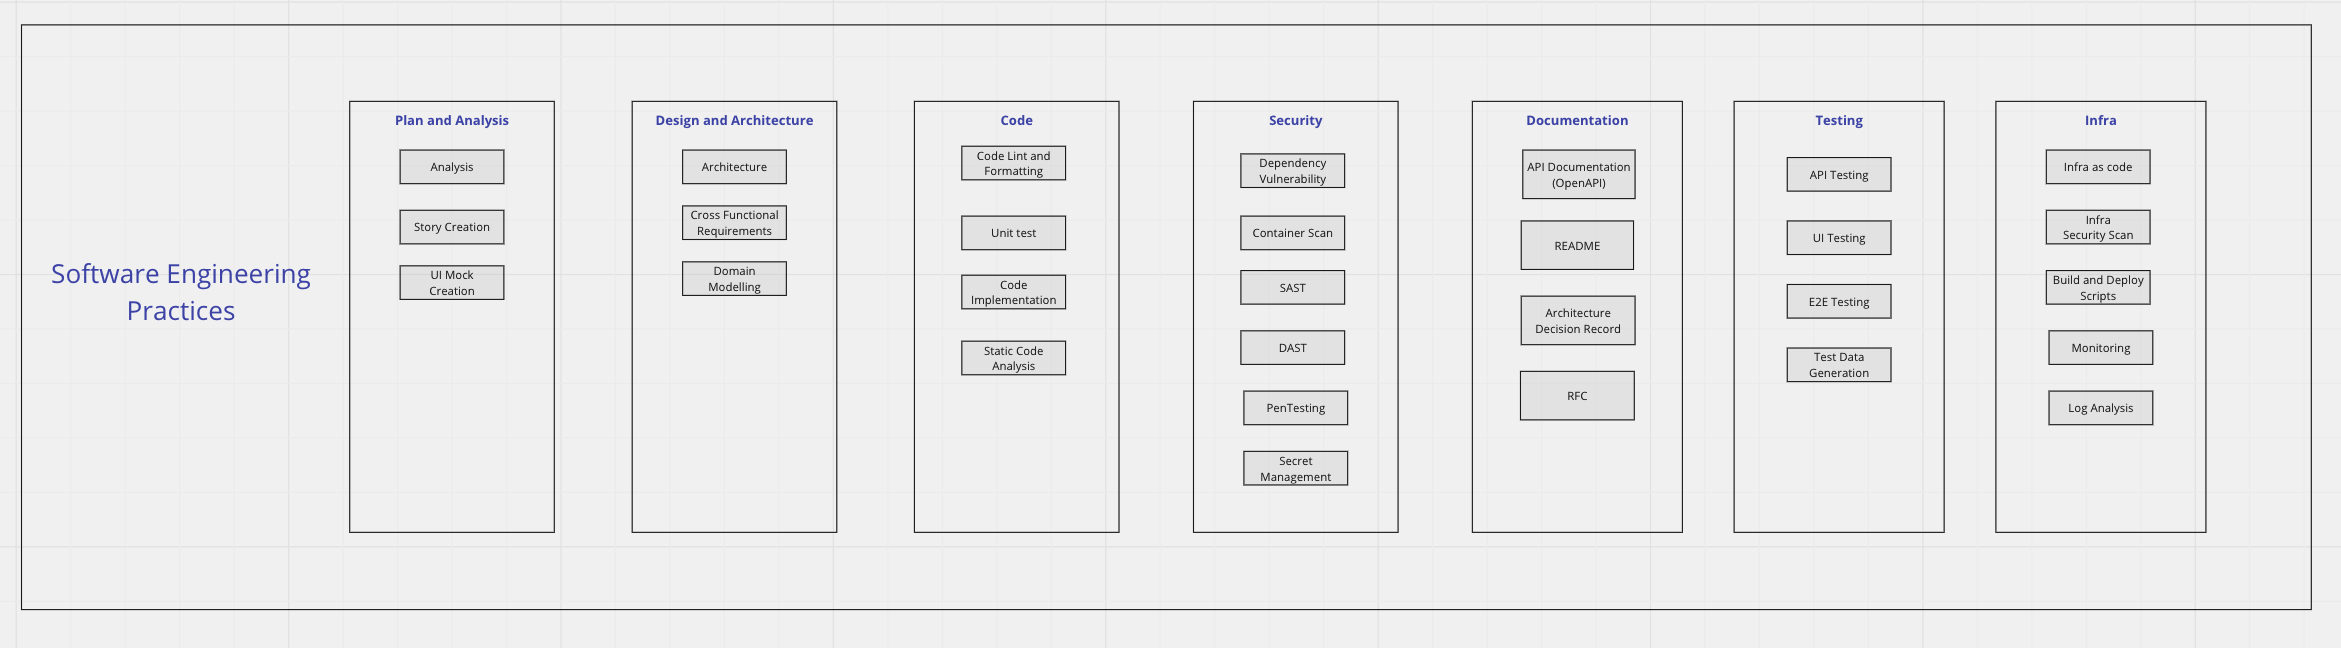 Software Engineering
Practices
Plan and Analysis
Analysis
Story Creation
UI Mock
Creation
Design and Architecture
Architecture
Cross Functional
Requirements
Domain
Modelling
Code
Code Lint and
Formatting
Unit test
Code
Implementation
Static Code
Analysis
Security
Dependency
Vulnerability
Container Scan
SAST
DAST
PenTesting
Secret
Management
Documentation
API Documentation
(OpenAPI)
README
Architecture
Decision Record
RFC
Testing
API Testing
UI Testing
E2E Testing
Test Data
Generation
Infra
Infra as code
Infra
Security Scan
Build and Deploy
Scripts
Monitoring
Log Analysis